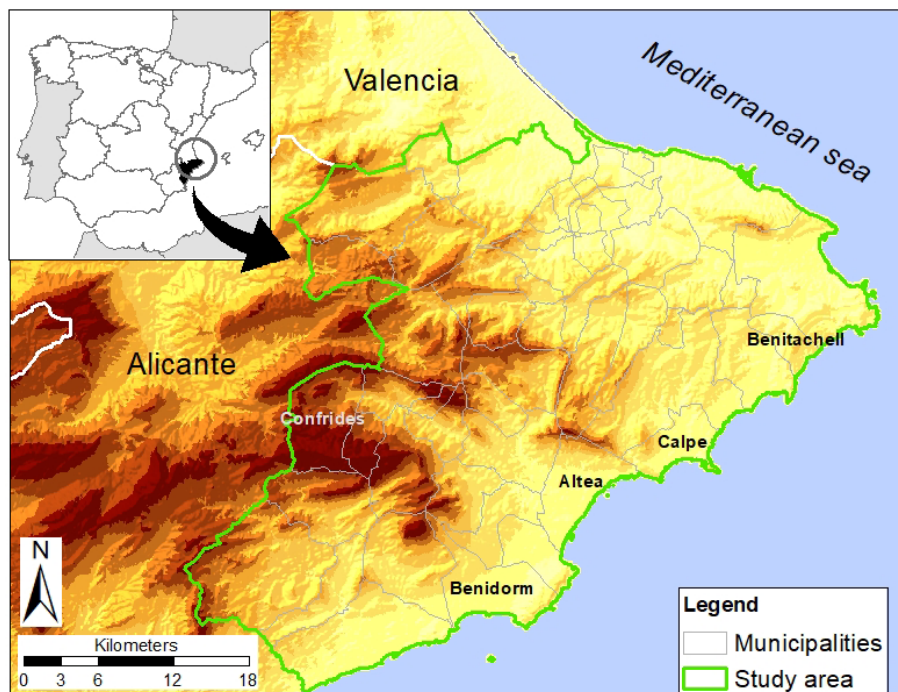 Valencia
Mediterranean sea
Alicante
Benitachell
Confrides
Calpe
Altea
Benidorm
N
Kilometers
0 3 6 12 18
Legend
Municipalities
Study area